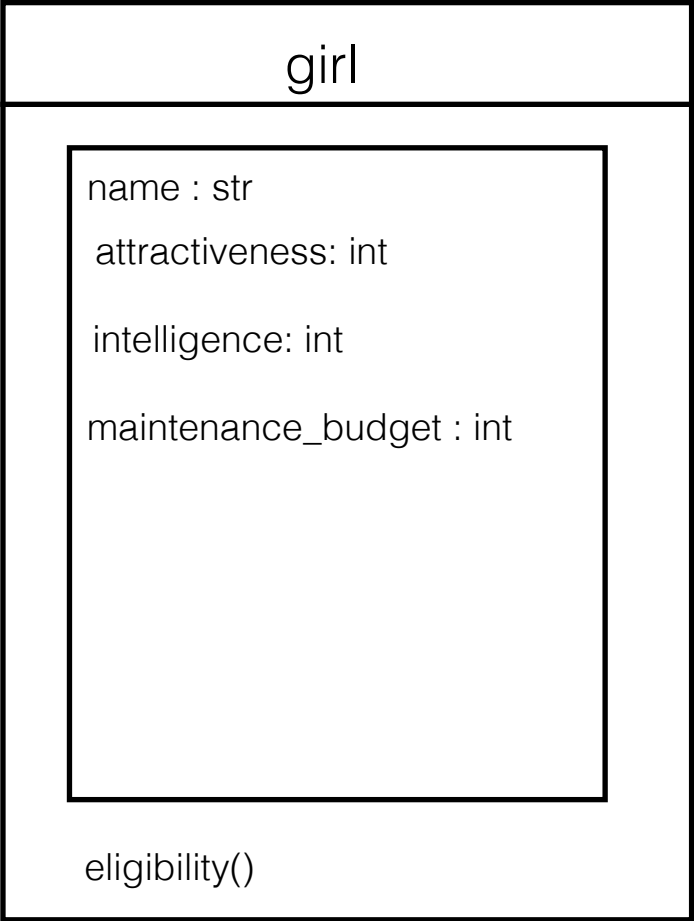 girl
name : str
attractiveness: int
intelligence: int
maintenance_budget : int
eligibility()